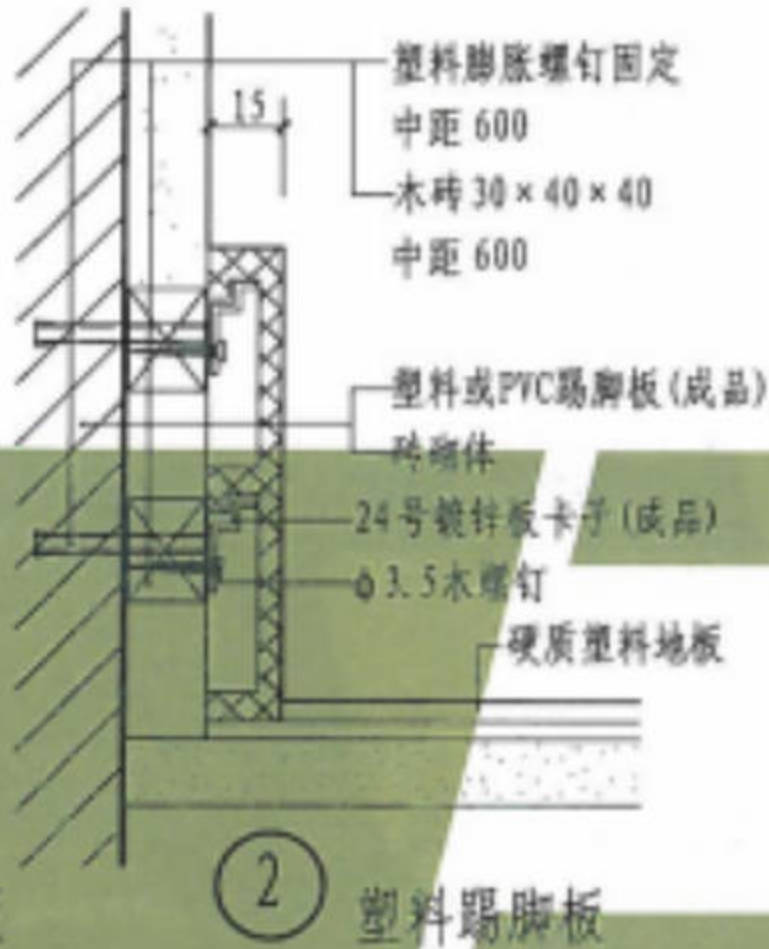 塑料膨胀螺钉固定
中距 600
15
木砖 30×40×40
中距 600
塑料或PVC踢脚板(成品)
砖砌体
24号镀锌板卡子(成品)
φ3.5木螺钉
硬质塑料地板
2
塑料踢脚板